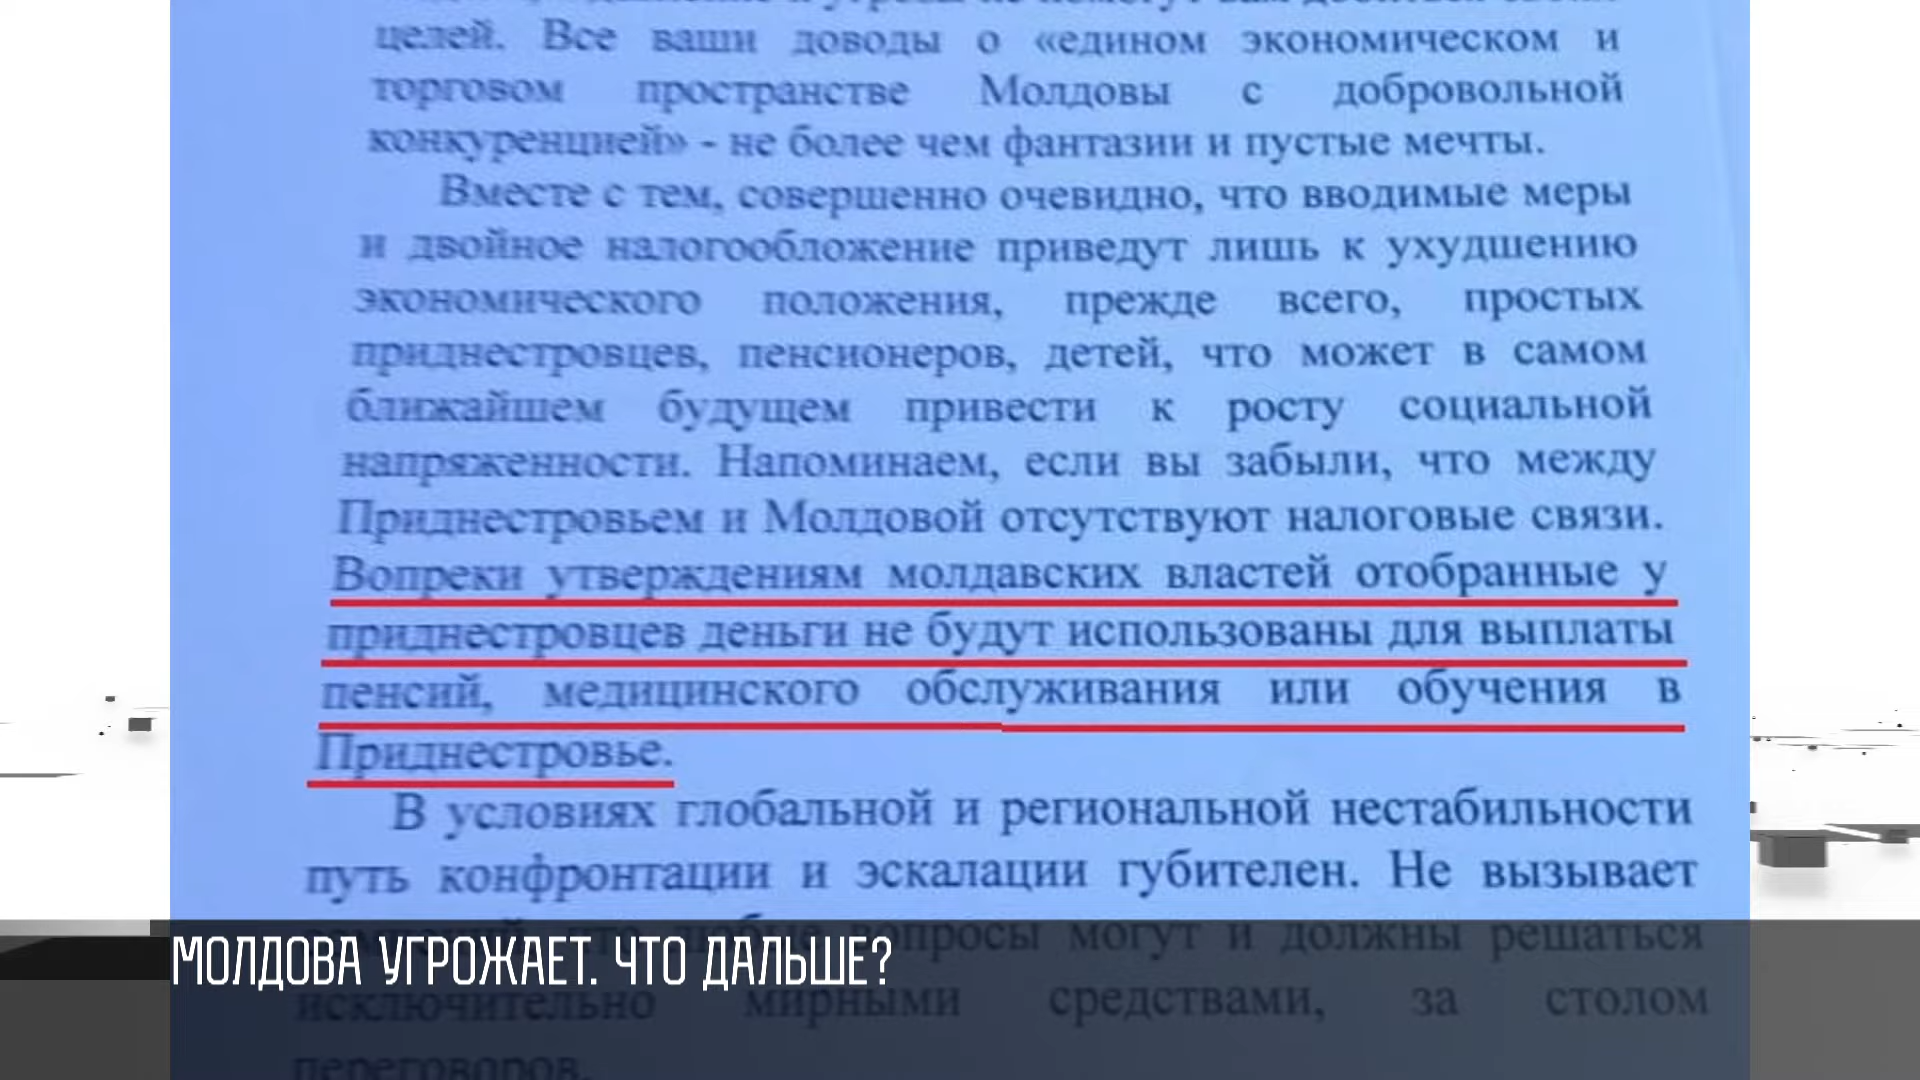 целей. Все ваши доводы о «едином экономическом и
торговом пространстве Молдовы с добровольной
конкуренцией» - не более чем фантазии и пустые мечты.
Вместе с тем, совершенно очевидно, что вводимые меры
и двойное налогообложение приведут лишь к ухудшению
экономического положения, прежде всего, простых
приднестровцев, пенсионеров, детей, что может в самом
ближайшем будущем привести к росту социальной
напряженности. Напоминаем, если вы забыли, что между
Приднестровьем и Молдовой отсутствуют налоговые связи.
Вопреки утверждениям молдавских властей отобранные у
приднестровцев деньги не будут использованы для выплаты
пенсий, медицинского обслуживания или обучения в
Приднестровье.
В условиях глобальной и региональной нестабильности
путь конфронтации и эскалации губителен. Не вызывает
вопросы могут и должны решаться
МОЛДОВА УГРОЖАЕТ. ЧТО ДАЛЬШЕ?
исключительно мирными средствами, за столом
переговоров.